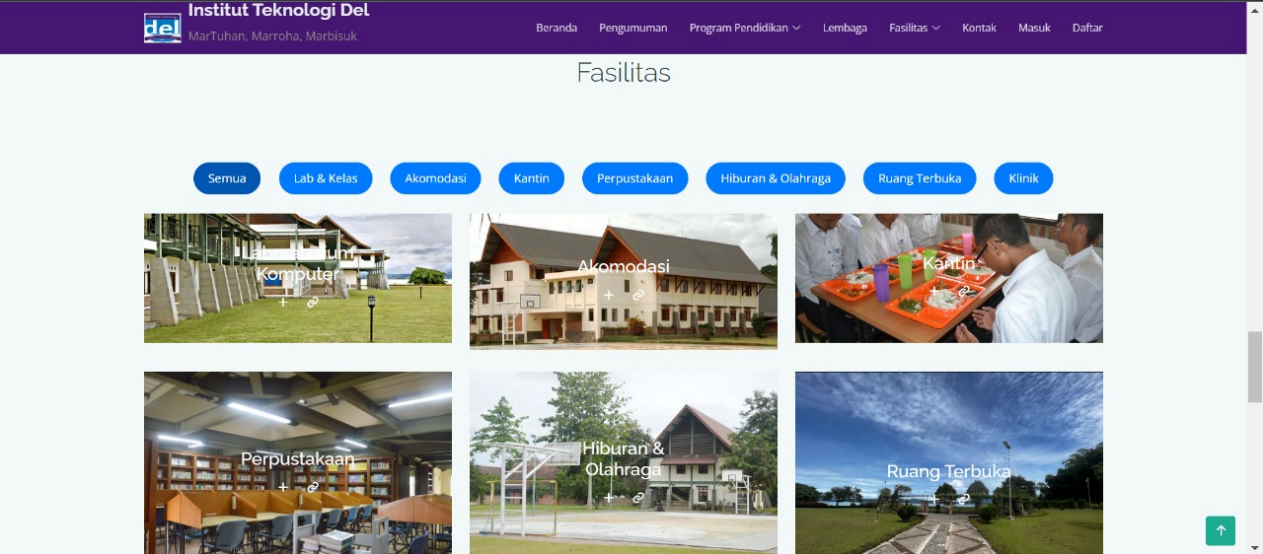 Institut Teknologi Del
del
MarTuhan, Marroha, Marbisuk
Beranda Pengumuman Program Pendidikan Lembaga Fasilitas Kontak Masuk Daftar
Fasilitas
Semua Lab & Kelas Akomodasi Kantin Perpustakaan Hiburan & Olahraga Ruang Terbuka Klinik
Laboratorium
Komputer
Akomodasi
Kantin
Perpustakaan
Hiburan &
Olahraga
Ruang Terbuka